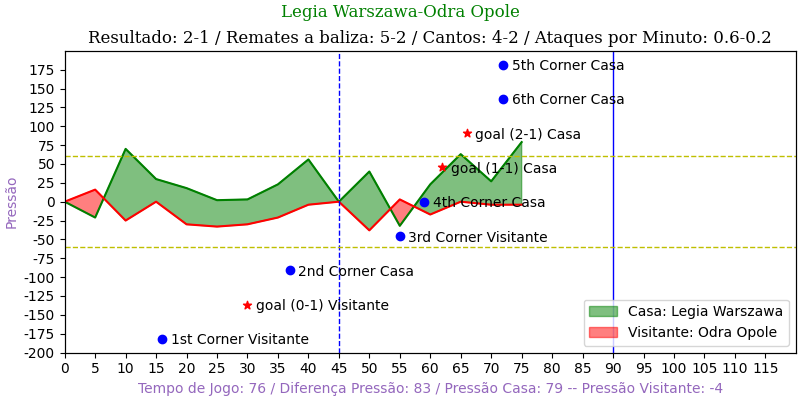 Legia Warszawa-Odra Opole
Resultado: 2-1 / Remates a baliza: 5-2 / Cantos: 4-2 / Ataques por Minuto: 0.6-0.2
175
150
125
100
75
50
25
0
-25
-50
-75
-100
-125
-150
-175
-200
Pressão
5th Corner Casa
6th Corner Casa
goal (2-1) Casa
goal (1-1) Casa
4th Corner Casa
3rd Corner Visitante
2nd Corner Casa
goal (0-1) Visitante
1st Corner Visitante
Casa: Legia Warszawa
Visitante: Odra Opole
0 5 10 15 20 25 30 35 40 45 50 55 60 65 70 75 80 85 90 95 100 105 110 115
Tempo de Jogo: 76 / Diferença Pressão: 83 / Pressão Casa: 79 -- Pressão Visitante: -4